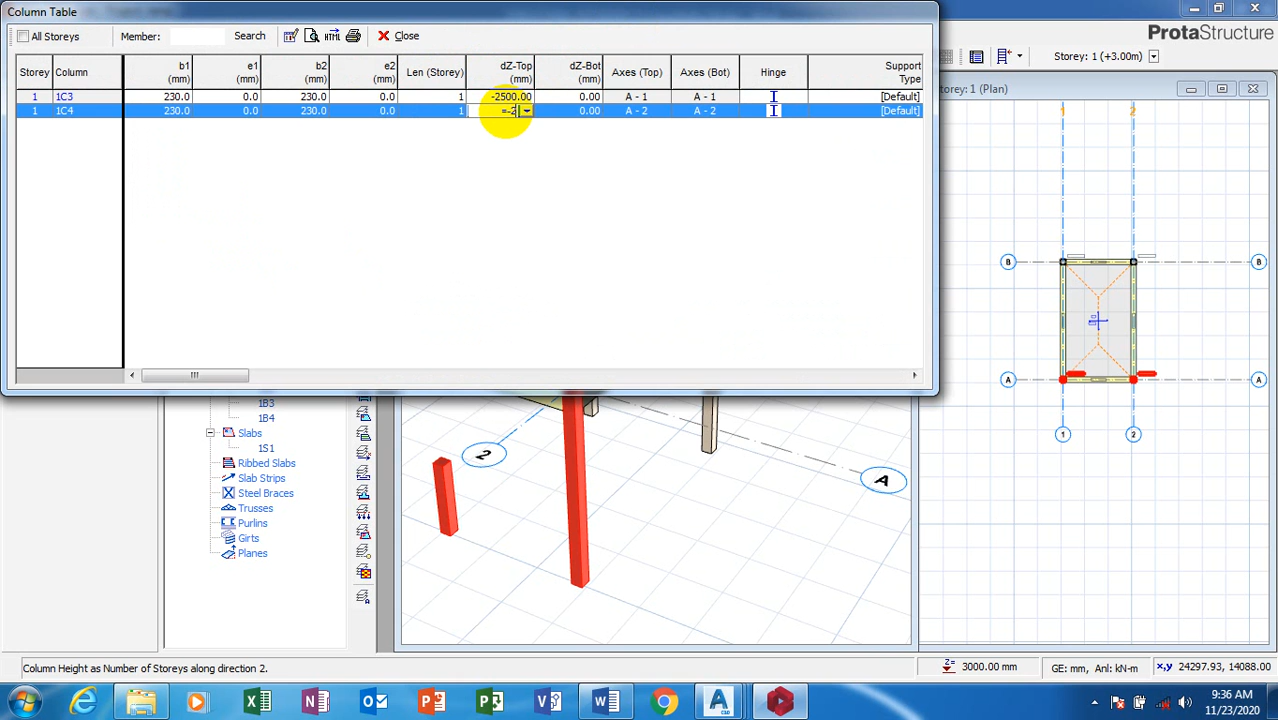 Column Table
All Storeys Member: Search HTML Close
ProtaStructure
Storey: 1 (+3.00m)
Storey Column b1 (mm) e1 (mm) b2 (mm) e2 (mm) Len (Storey) dZ-Top (mm) dZ-Bot (mm) Axes (Top) Axes (Bot) Hinge Support Type
1 1C3 230.0 0.0 230.0 0.0 1 -2500.00 0.00 A - 1 A - 1 [Default]
1 1C4 230.0 0.0 230.0 0.0 1 =-2 0.00 A - 2 A - 2 [Default]
1 (Plan)
1 2
B B
A A
1 2
1B3
1B4
Slabs
1S1
Ribbed Slabs
Slab Strips
Steel Braces
Trusses
Purlins
Girts
Planes
2
A
Column Height as Number of Storeys along direction 2.
Z= 3000.00 mm GE: mm, Anl: kN-m x,y 24297.93, 14088.00
9:36 AM
11/23/2020